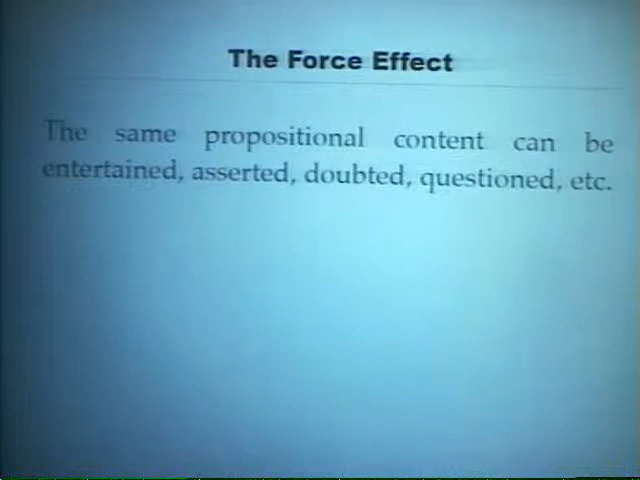 The Force Effect
The same propositional content can be
entertained, asserted, doubted, questioned, etc.